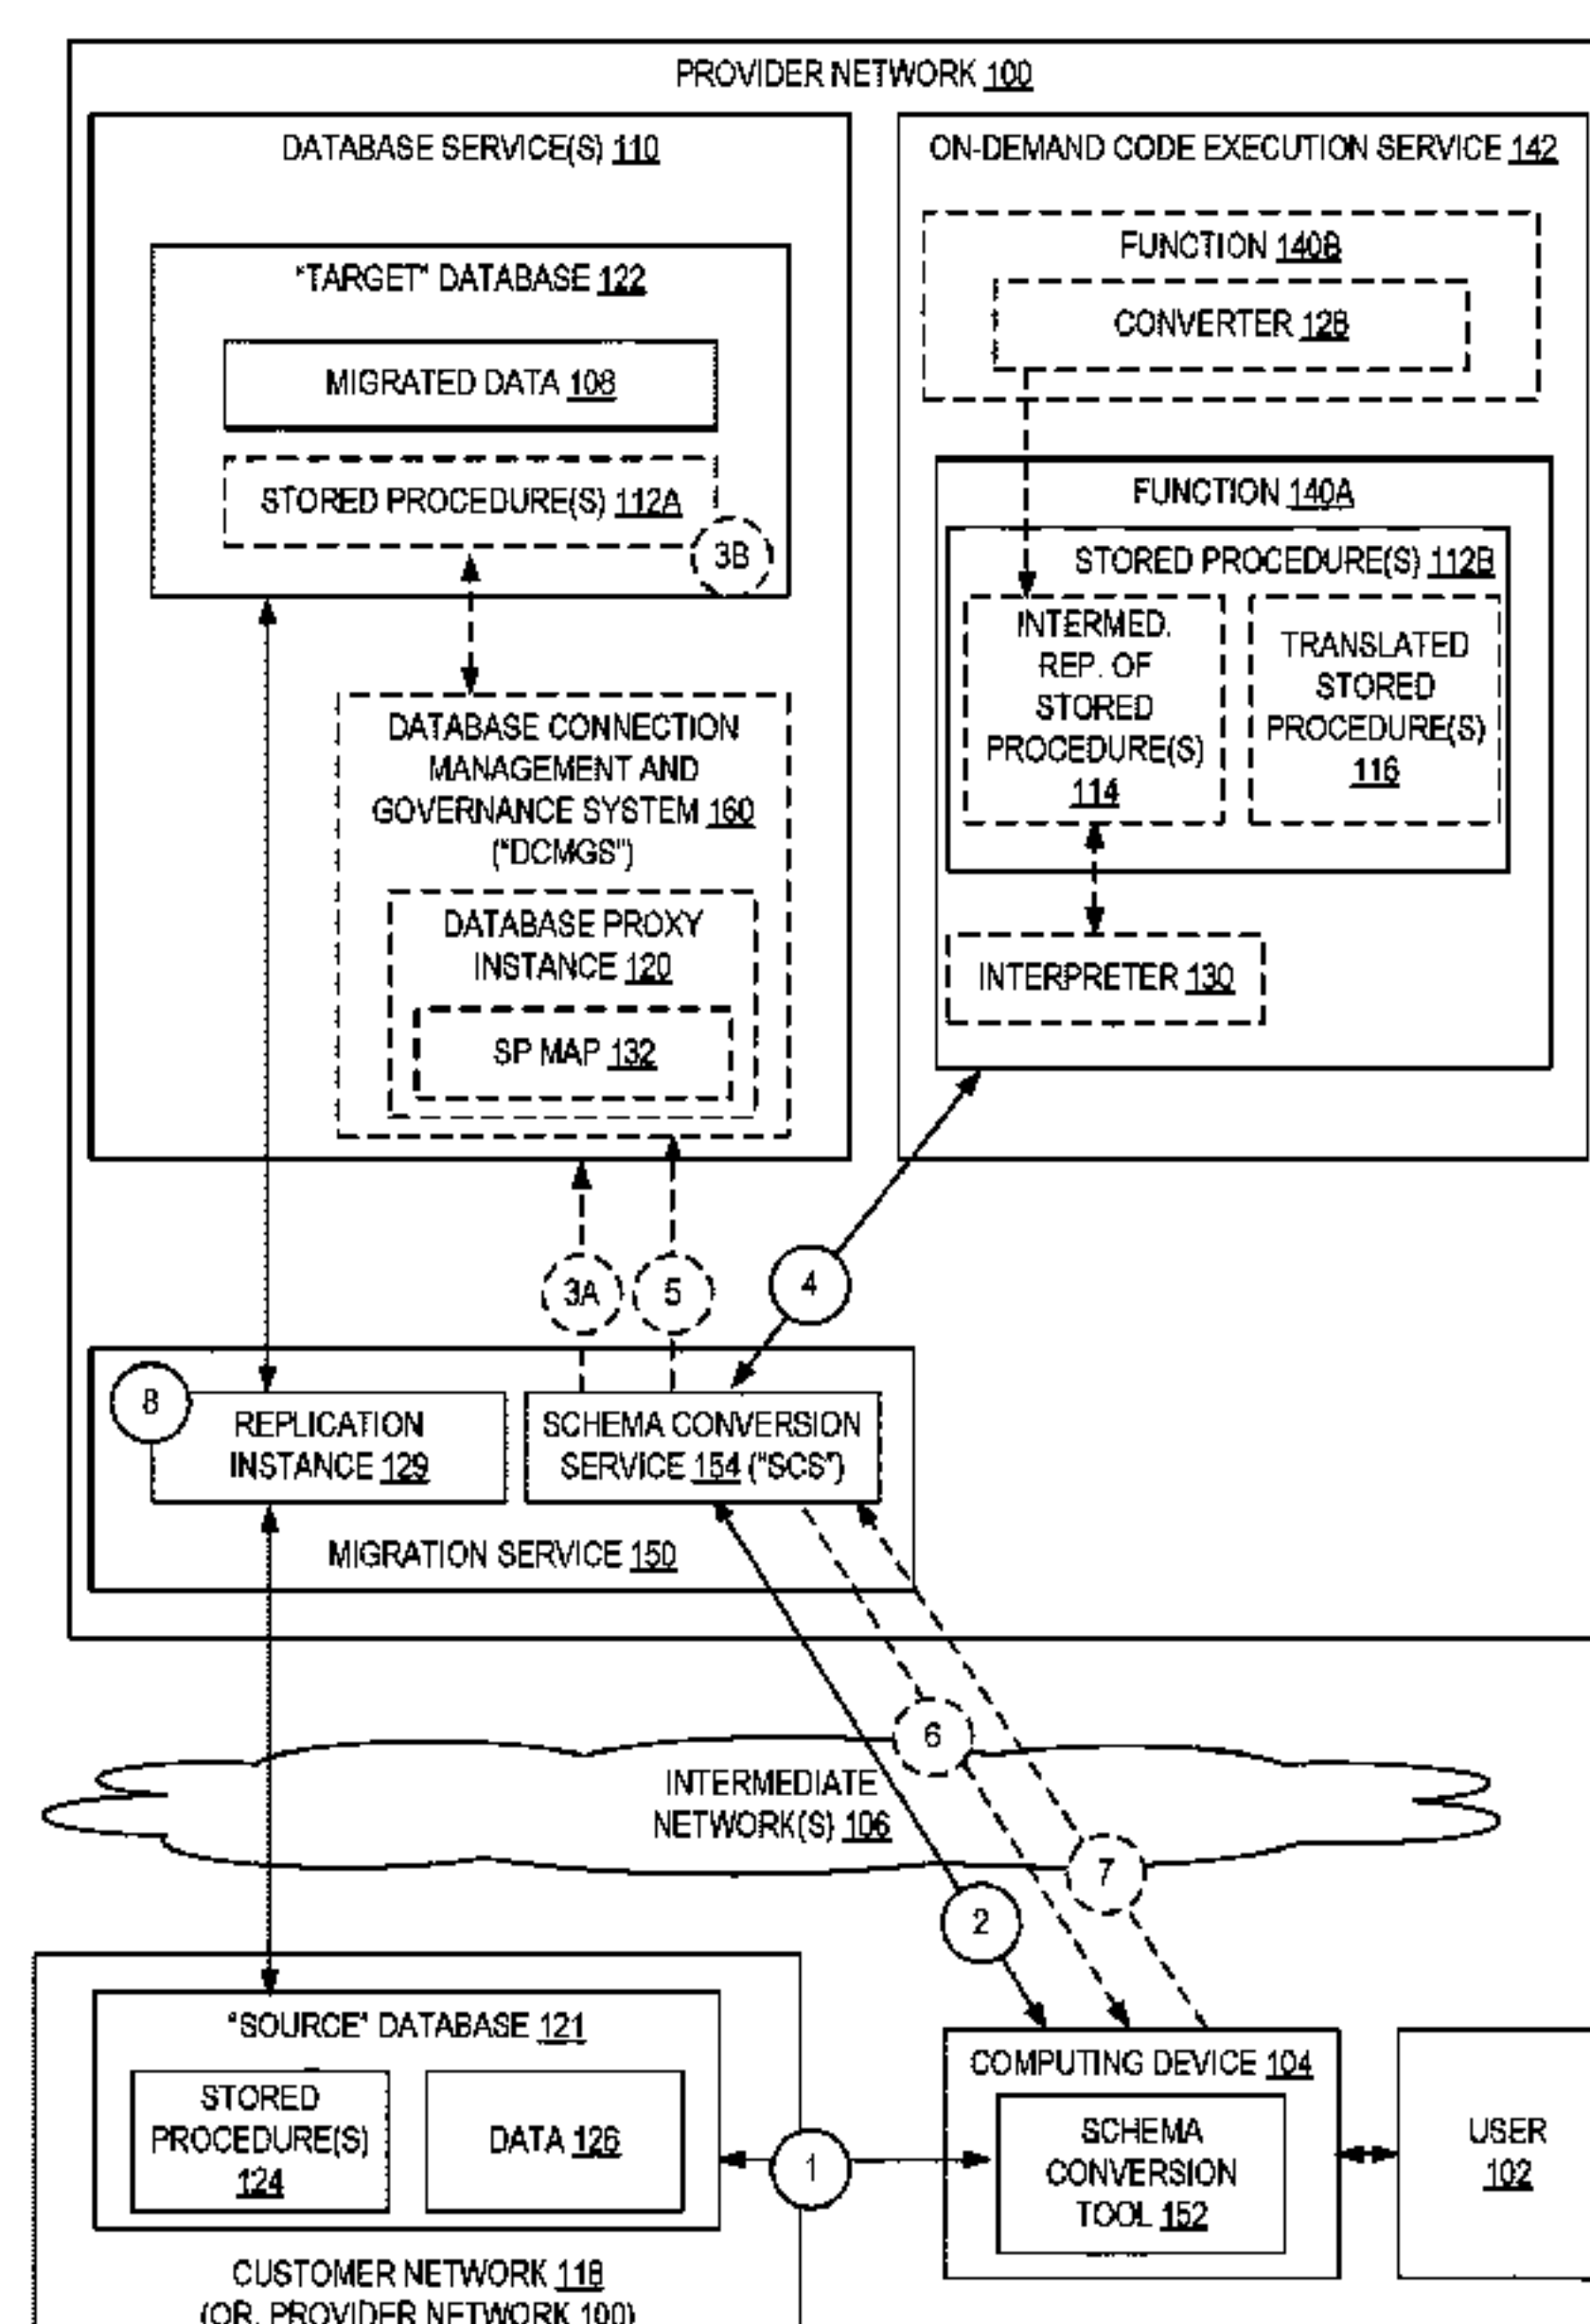 PROVIDER NETWORK 100
DATABASE SERVICE(S) 110
"TARGET" DATABASE 122
MIGRATED DATA 108
STORED PROCEDURE(S) 112A
3B
DATABASE CONNECTION
MANAGEMENT AND
GOVERNANCE SYSTEM 160
("DCMGS")
DATABASE PROXY
INSTANCE 120
SP MAP 132
ON-DEMAND CODE EXECUTION SERVICE 142
FUNCTION 140B
CONVERTER 128
FUNCTION 140A
STORED PROCEDURE(S) 112B
INTERMED.
REP. OF
STORED
PROCEDURE(S)
114
TRANSLATED
STORED
PROCEDURE(S)
116
INTERPRETER 130
3A
5
4
8
REPLICATION
INSTANCE 129
SCHEMA CONVERSION
SERVICE 154 ("SCS")
MIGRATION SERVICE 150
6
INTERMEDIATE
NETWORK(S) 106
7
2
"SOURCE" DATABASE 121
STORED
PROCEDURE(S)
124
DATA 126
CUSTOMER NETWORK 118
(OR, PROVIDER NETWORK 100)
1
COMPUTING DEVICE 104
SCHEMA
CONVERSION
TOOL 152
USER
102